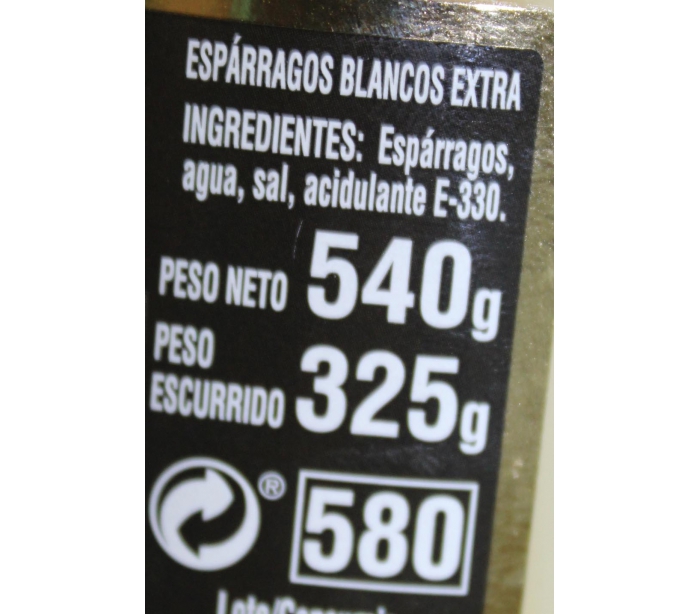 ESPÁRRAGOS BLANCOS EXTRA
INGREDIENTES: Espárragos,
agua, sal, acidulante E-330.
PESO NETO 540g
PESO
ESCURRIDO 325g
® 580